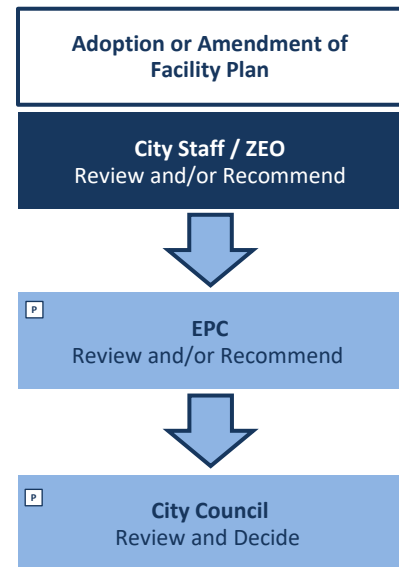 Adoption or Amendment of
Facility Plan
City Staff / ZEO
Review and/or Recommend
P
EPC
Review and/or Recommend
P
City Council
Review and Decide